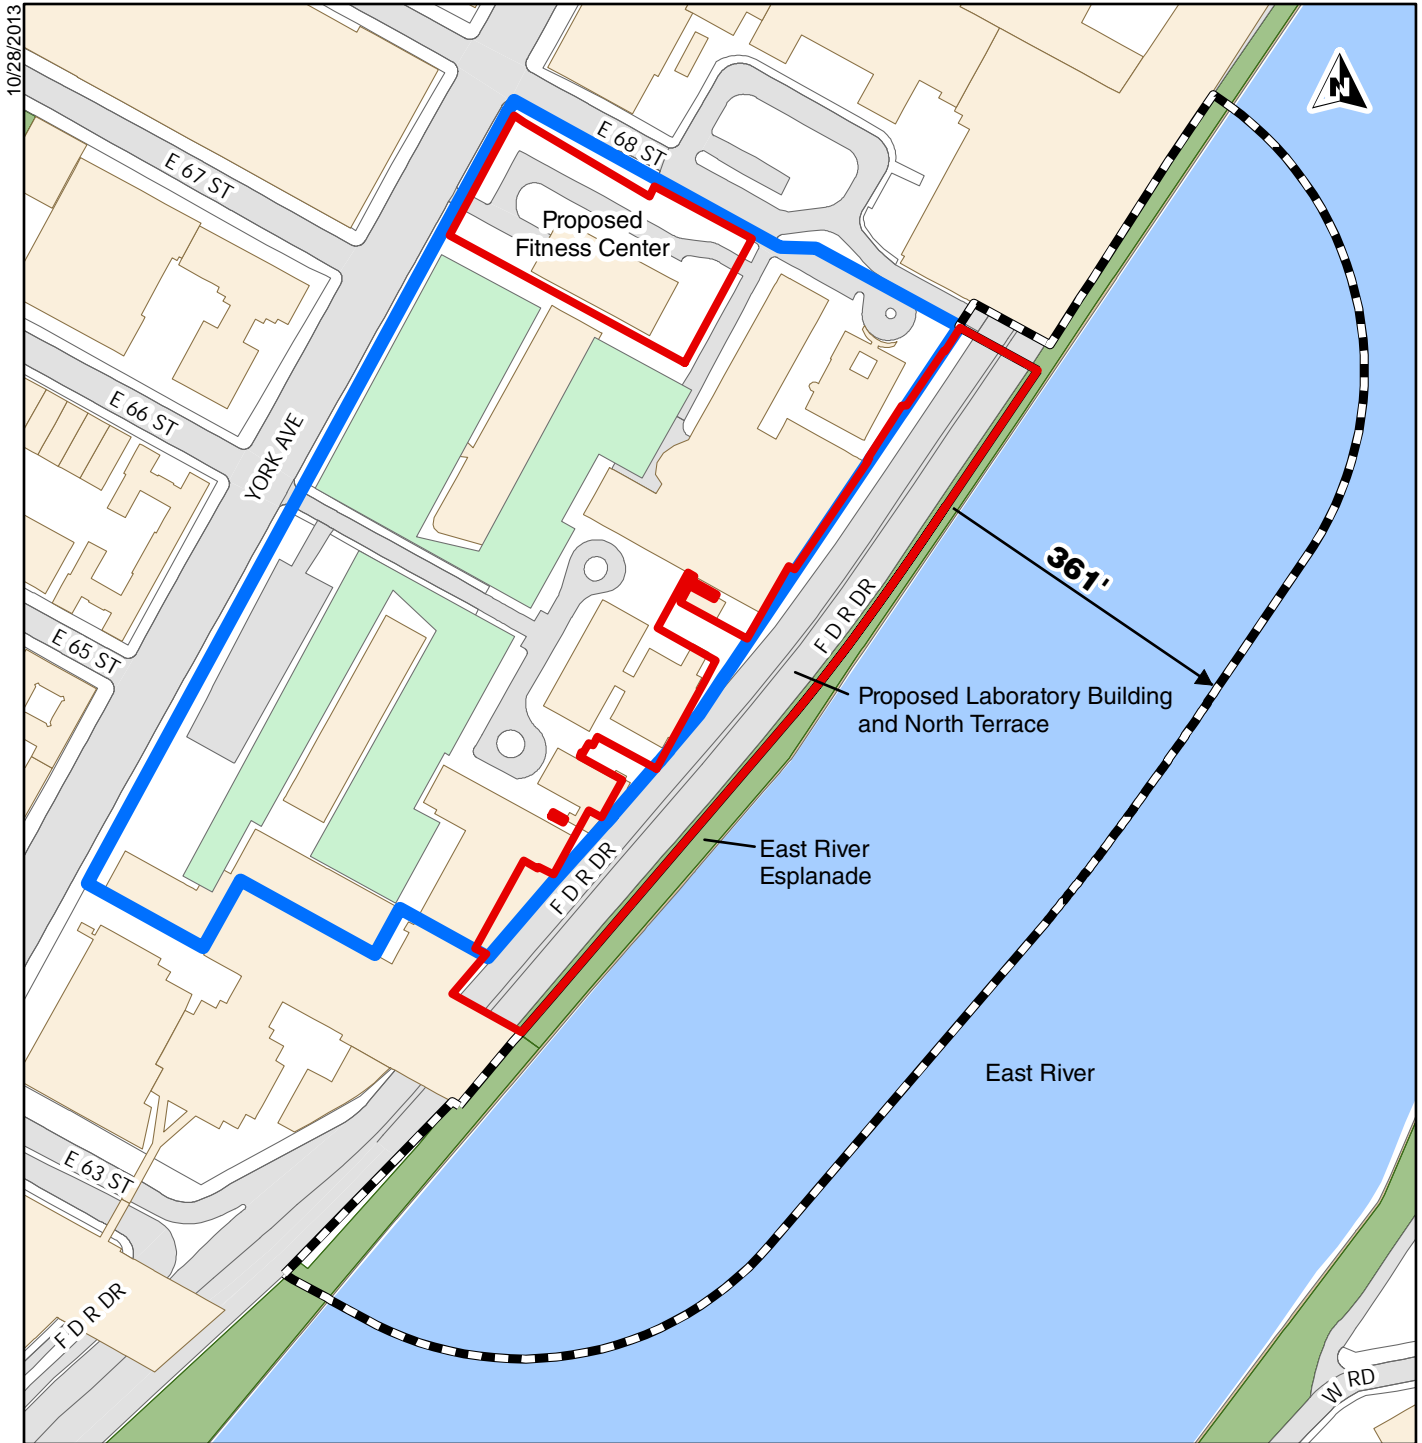 10/28/2013
N
E 68 ST
E 67 ST
Proposed
Fitness Center
E 66 ST
YORK AVE
361'
F D R DR
E 65 ST
Proposed Laboratory Building
and North Terrace
F D R DR
East River
Esplanade
East River
E 63 ST
F D R DR
W RD